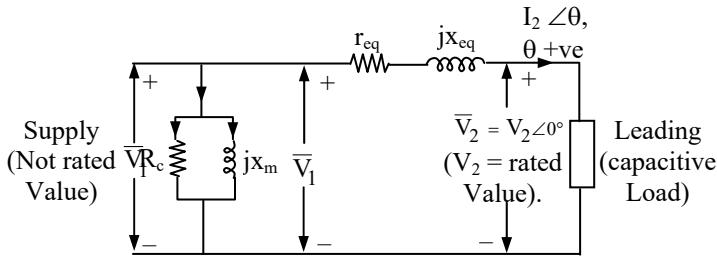 I₂ ∠θ,
θ +ve
r_eq
jx_eq
+
+
+
Supply
(Not rated
Value)
V̅₁
R_c
jx_m
V̅₁
V̅₂ = V₂∠0°
(V₂ = rated
Value).
Leading
(capacitive
Load)
−
−
−